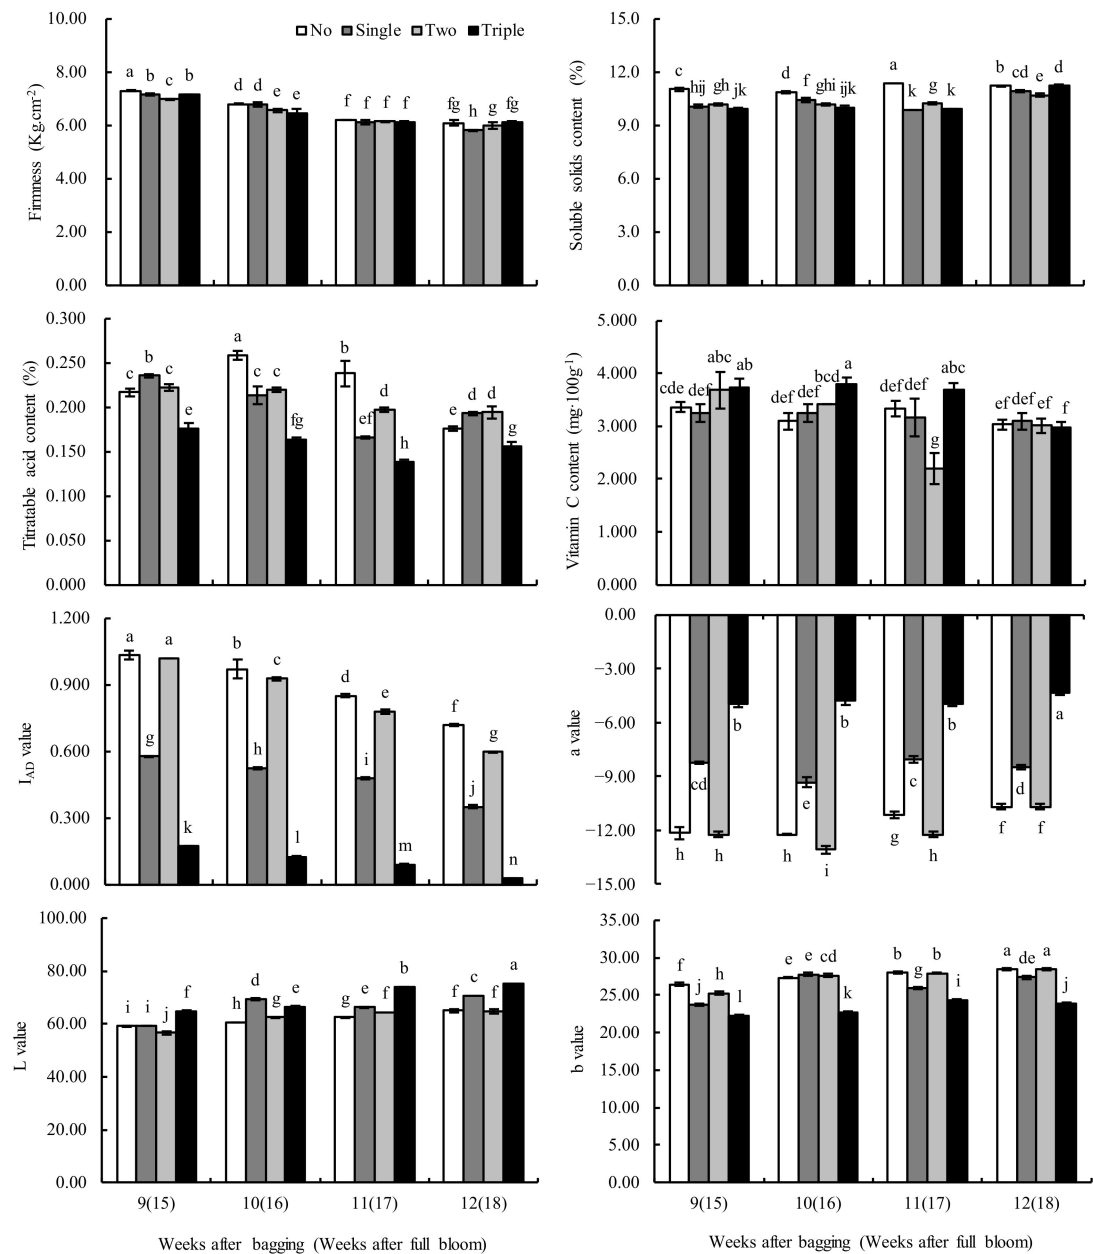 No Single Two Triple
Firmness (Kg.cm-2)
10.00
8.00
6.00
4.00
2.00
0.00
a b c b
d d e e
f f f f
fg h g fg
Soluble solids content (%)
15.0
12.0
9.0
6.0
3.0
0.0
c hij gh jk
d f ghi ijk
a k g k
b cd e d
Titratable acid content (%)
0.300
0.250
0.200
0.150
0.100
0.050
0.000
c b c e
a c c fg
b ef d h
e d d g
Vitamin C content (mg·100g-1)
5.000
4.000
3.000
2.000
1.000
0.000
cde def abc ab
def def bcd a
def def g abc
ef def ef f
IAD value
1.200
0.900
0.600
0.300
0.000
a g a k
b h c l
d i e m
f j g n
a value
0.00
−3.00
−6.00
−9.00
−12.00
−15.00
h cd h b
h e i b
g c h b
f d f a
L value
100.00
80.00
60.00
40.00
20.00
0.00
i i j f
h d g e
g e f b
f c f a
9(15) 10(16) 11(17) 12(18)
Weeks after bagging (Weeks after full bloom)
b value
35.00
30.00
25.00
20.00
15.00
10.00
5.00
0.00
f j h l
e e cd k
b g b i
a de a j
9(15) 10(16) 11(17) 12(18)
Weeks after bagging (Weeks after full bloom)